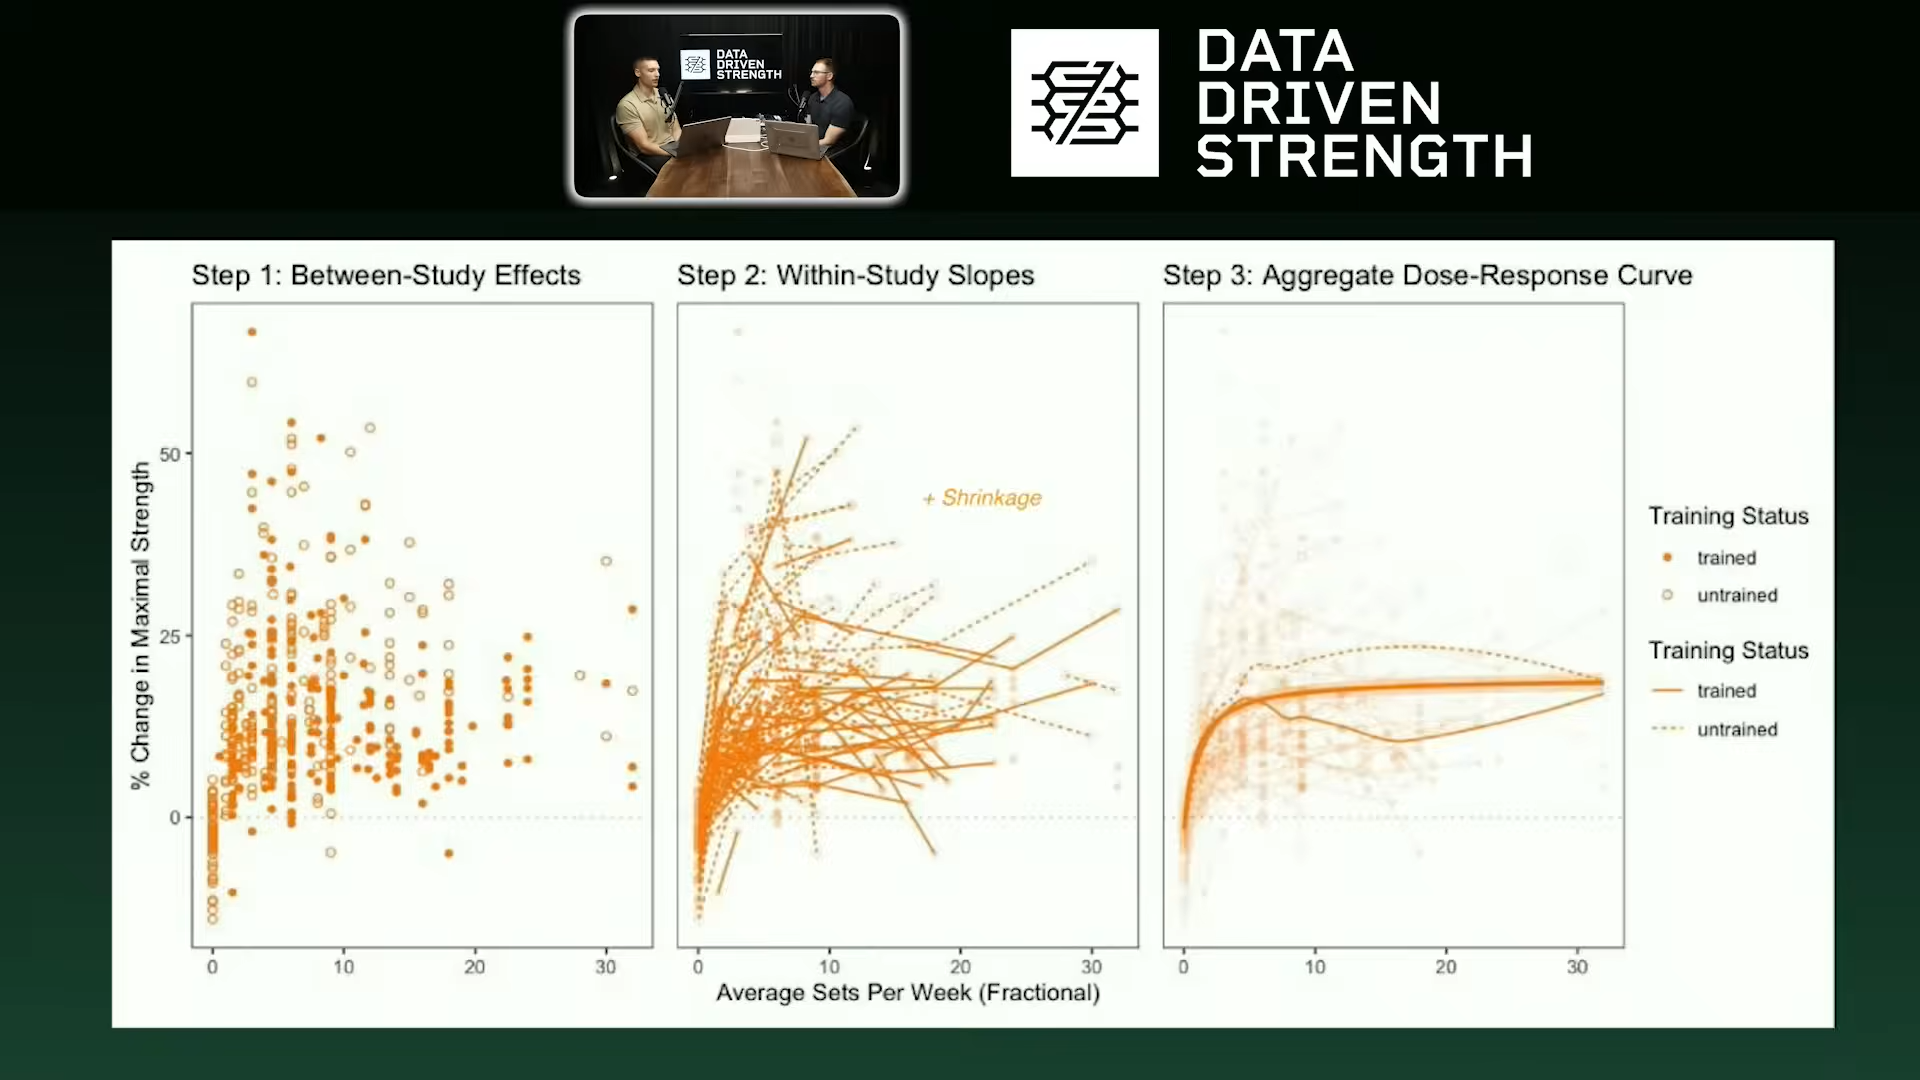 DATA
DRIVEN
STRENGTH
DATA
DRIVEN
STRENGTH
Step 1: Between-Study Effects
Step 2: Within-Study Slopes
Step 3: Aggregate Dose-Response Curve
% Change in Maximal Strength
50
25
0
+ Shrinkage
0 10 20 30
0 10 20 30
0 10 20 30
Average Sets Per Week (Fractional)
Training Status
trained
untrained
Training Status
trained
untrained